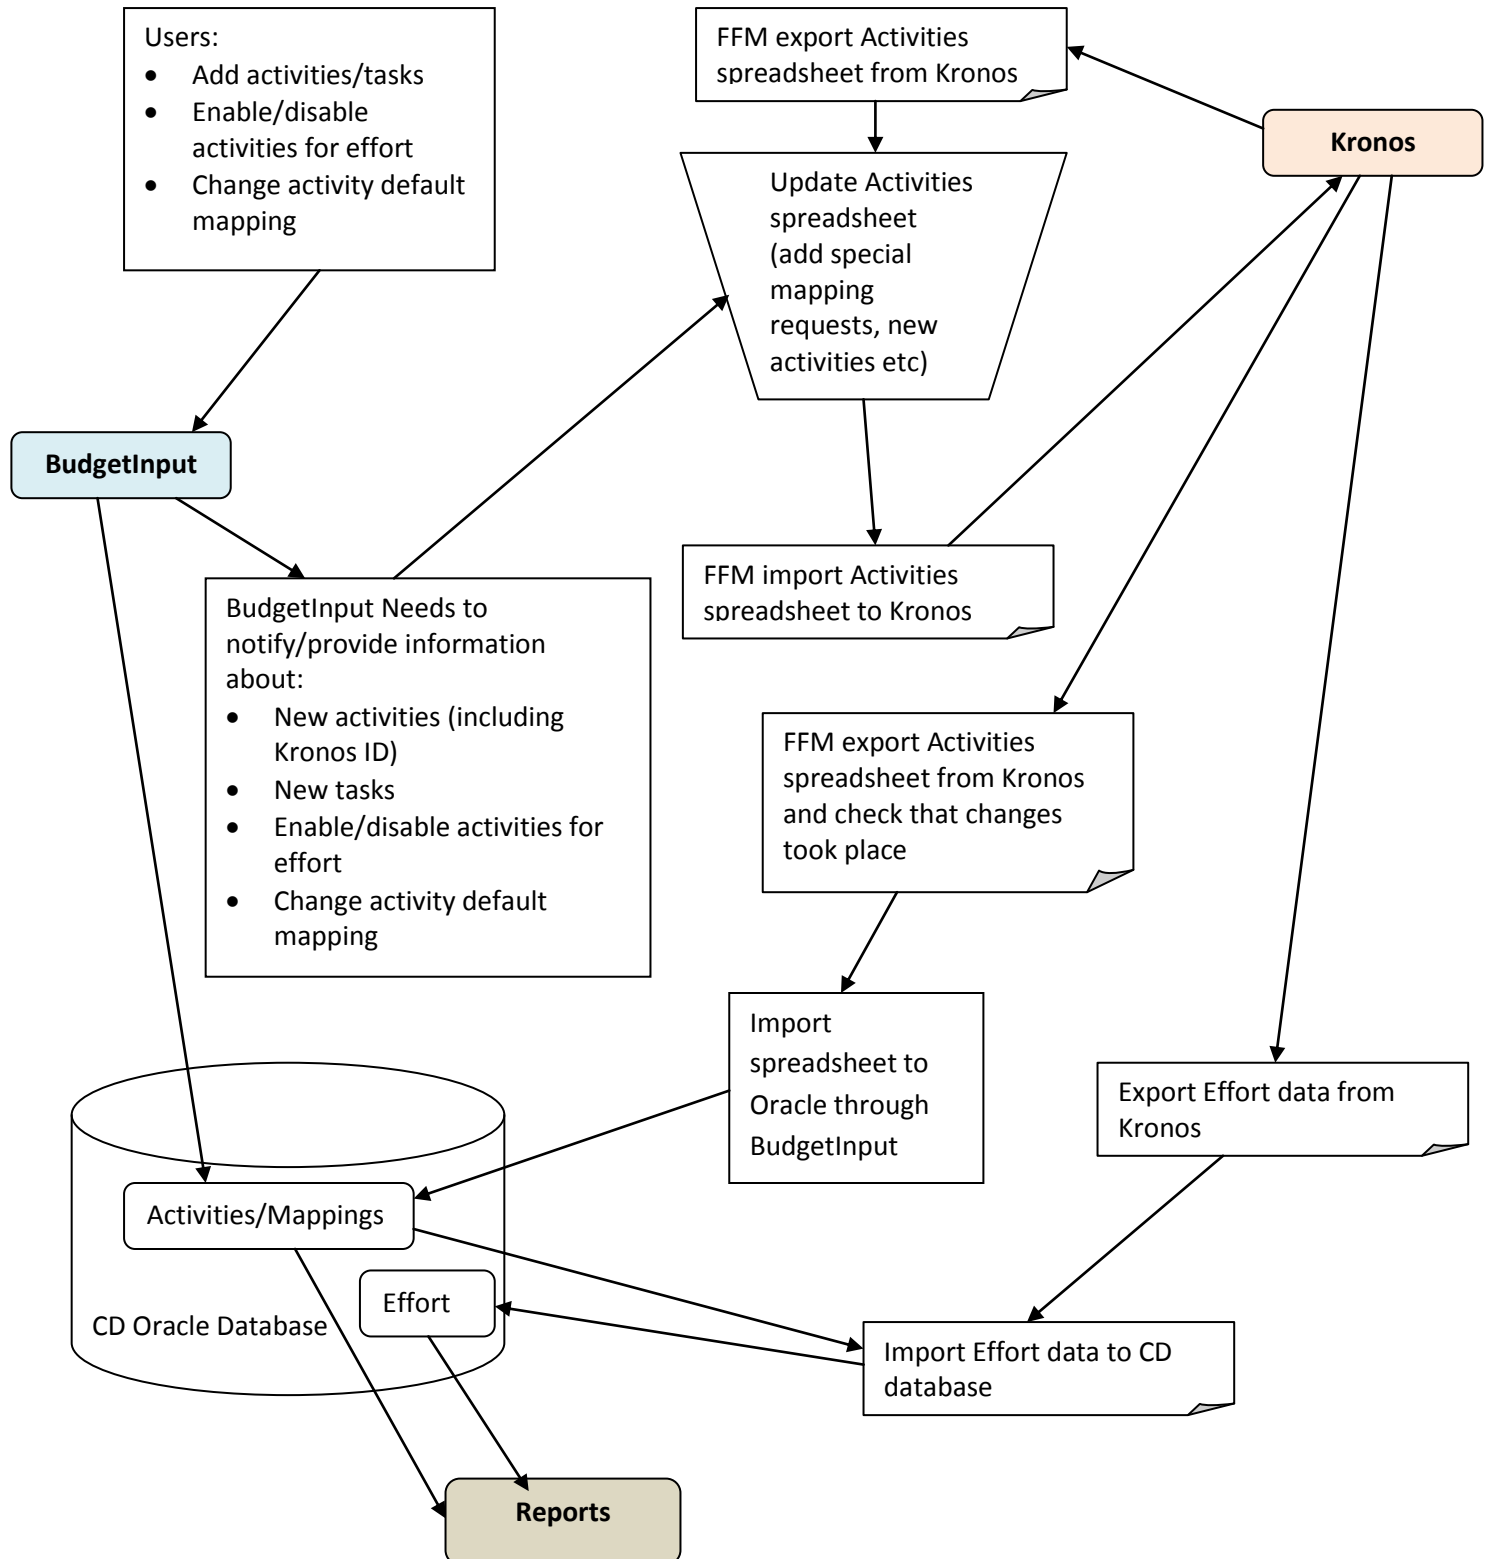 Users:
• Add activities/tasks
• Enable/disable
activities for effort
• Change activity default
mapping
FFM export Activities
spreadsheet from Kronos
Kronos
Update Activities
spreadsheet
(add special
mapping
requests, new
activities etc)
BudgetInput
FFM import Activities
spreadsheet to Kronos
BudgetInput Needs to
notify/provide information
about:
• New activities (including
Kronos ID)
• New tasks
• Enable/disable activities for
effort
• Change activity default
mapping
FFM export Activities
spreadsheet from Kronos
and check that changes
took place
Import
spreadsheet to
Oracle through
BudgetInput
Export Effort data from
Kronos
Activities/Mappings
Effort
CD Oracle Database
Import Effort data to CD
database
Reports